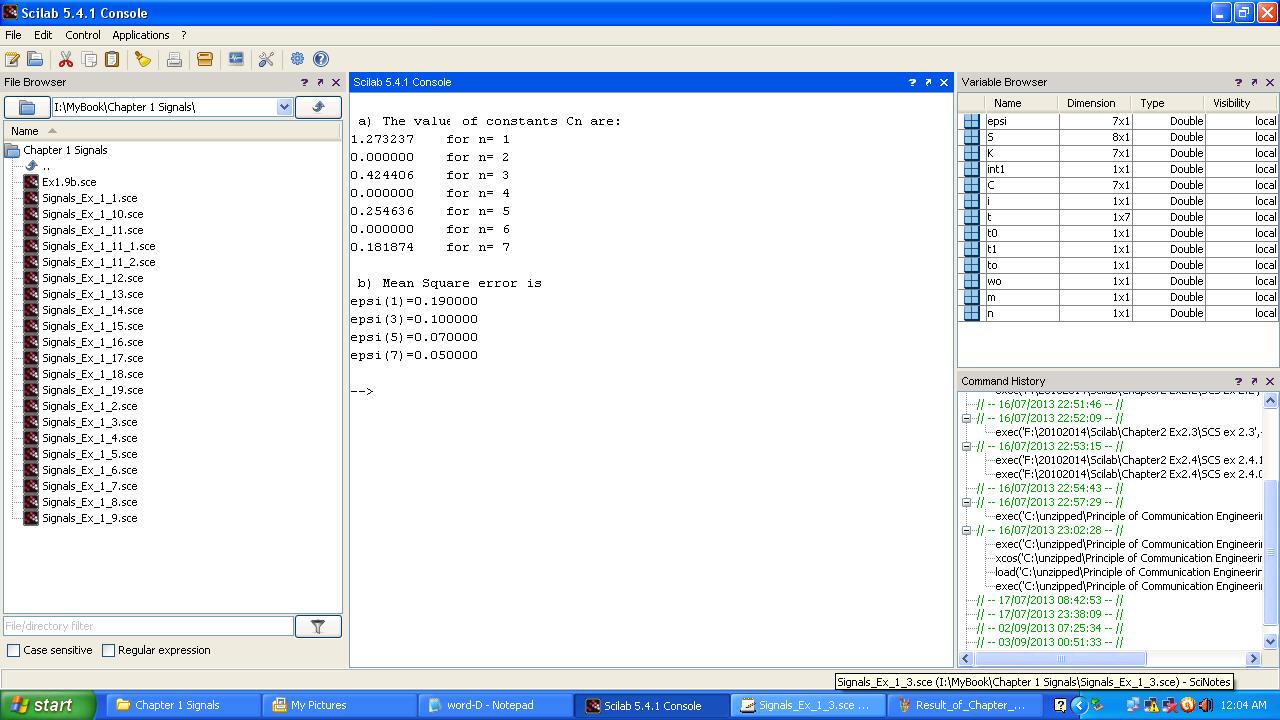 Scilab 5.4.1 Console
File Edit Control Applications ?
File Browser
I:\MyBook\Chapter 1 Signals\
Name
Chapter 1 Signals
..
Ex1.9b.sce
Signals_Ex_1_1.sce
Signals_Ex_1_10.sce
Signals_Ex_1_11.sce
Signals_Ex_1_11_1.sce
Signals_Ex_1_11_2.sce
Signals_Ex_1_12.sce
Signals_Ex_1_13.sce
Signals_Ex_1_14.sce
Signals_Ex_1_15.sce
Signals_Ex_1_16.sce
Signals_Ex_1_17.sce
Signals_Ex_1_18.sce
Signals_Ex_1_19.sce
Signals_Ex_1_2.sce
Signals_Ex_1_3.sce
Signals_Ex_1_4.sce
Signals_Ex_1_5.sce
Signals_Ex_1_6.sce
Signals_Ex_1_7.sce
Signals_Ex_1_8.sce
Signals_Ex_1_9.sce
File/directory filter
Case sensitive Regular expression
Scilab 5.4.1 Console
a) The value of constants Cn are:
1.273237 for n= 1
0.000000 for n= 2
0.424406 for n= 3
0.000000 for n= 4
0.254636 for n= 5
0.000000 for n= 6
0.181874 for n= 7
b) Mean Square error is
epsi(1)=0.190000
epsi(3)=0.100000
epsi(5)=0.070000
epsi(7)=0.050000
-->
Variable Browser
Name Dimension Type Visibility
epsi 7x1 Double local
S 8x1 Double local
K 7x1 Double local
int1 1x1 Double local
C 7x1 Double local
i 1x1 Double local
t 1x7 Double local
t0 1x1 Double local
t1 1x1 Double local
to 1x1 Double local
wo 1x1 Double local
m 1x1 Double local
n 1x1 Double local
Command History
// -- 16/07/2013 22:51:46 -- //
// -- 16/07/2013 22:52:09 -- //
exec('F:\20102014\Scilab\Chapter2 Ex2.3\SCS ex 2.3',
// -- 16/07/2013 22:53:15 -- //
exec('F:\20102014\Scilab\Chapter2 Ex2.4\SCS ex 2.4.
exec('F:\20102014\Scilab\Chapter2 Ex2.4\SCS ex 2.4.
// -- 16/07/2013 22:54:43 -- //
// -- 16/07/2013 22:57:29 -- //
exec('C:\unzipped\Principle of Communication Engineeri
// -- 16/07/2013 23:02:28 -- //
exec('C:\unzipped\Principle of Communication Engineeri
xcos('C:\unzipped\Principle of Communication Engineeri
load('C:\unzipped\Principle of Communication Engineerir
exec('C:\unzipped\Principle of Communication Engineeri
// -- 17/07/2013 08:42:53 -- //
// -- 17/07/2013 23:38:09 -- //
// -- 02/09/2013 07:25:34 -- //
// -- 03/09/2013 00:51:33 -- //
Signals_Ex_1_3.sce (I:\MyBook\Chapter 1 Signals\Signals_Ex_1_3.sce) - SciNotes
start
Chapter 1 Signals
My Pictures
word-D - Notepad
Scilab 5.4.1 Console
Signals_Ex_1_3.sce ...
Result_of_Chapter_...
12:04 AM